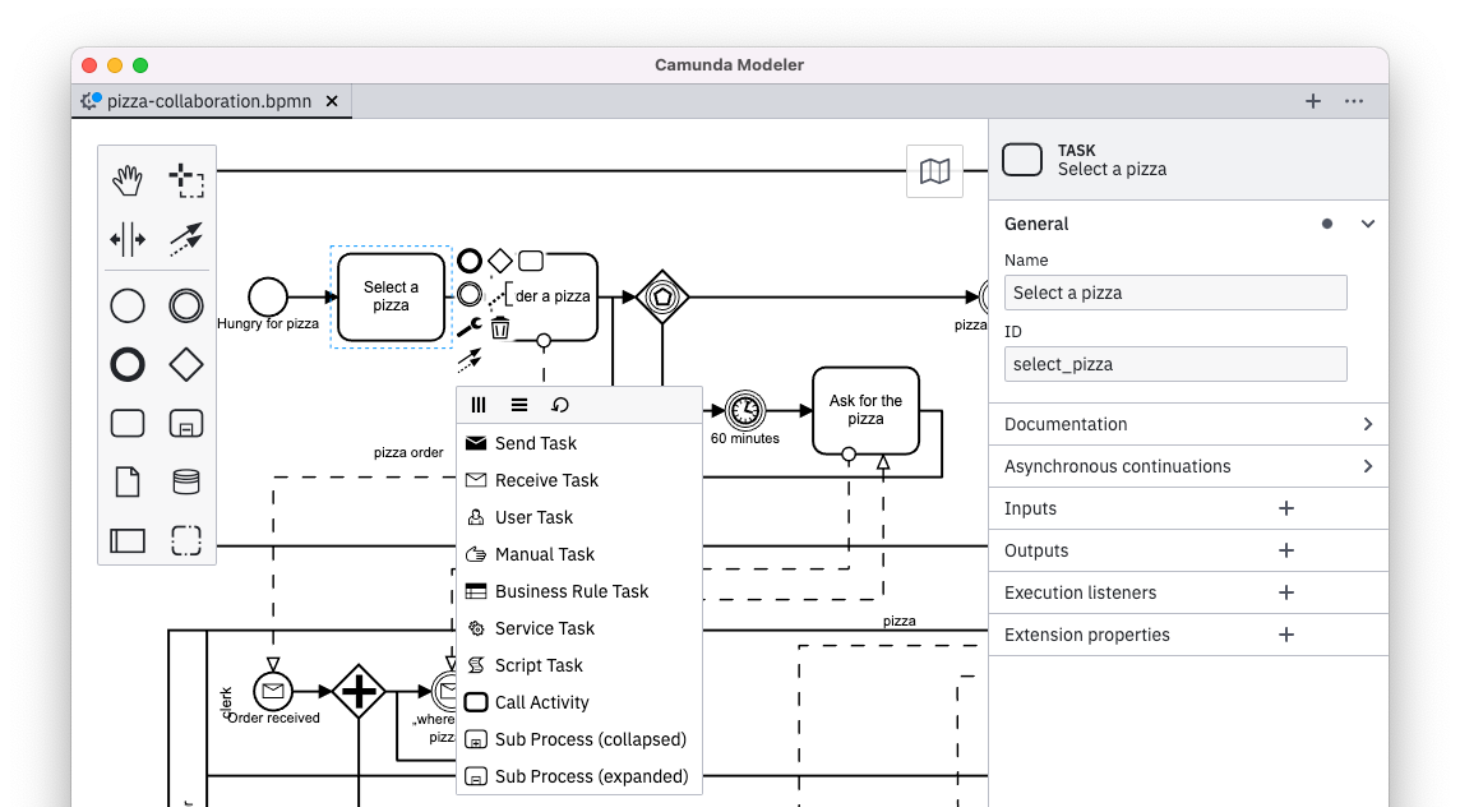 Camunda Modeler
pizza-collaboration.bpmn
TASK
Select a pizza
General
Name
Select a pizza
ID
select_pizza
Documentation
Asynchronous continuations
Inputs
Outputs
Execution listeners
Extension properties
Select a
pizza
der a pizza
Hungry for pizza
pizza
Ask for the
pizza
60 minutes
pizza order
Send Task
Receive Task
User Task
Manual Task
Business Rule Task
Service Task
Script Task
Call Activity
Sub Process (collapsed)
Sub Process (expanded)
pizza
clerk
Order received
„where
pizz